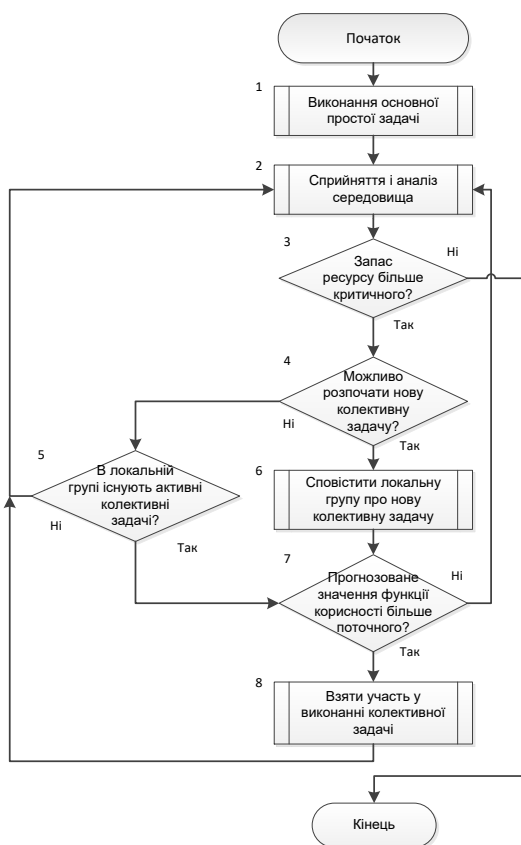 Початок
1
Виконання основної
простої задачі
2
Сприйняття і аналіз
середовища
3
Запас
ресурсу більше
критичного?
Ні
Так
4
Можливо
розпочати нову
колективну
задачу?
Ні
Так
5
В локальній
групі існують активні
колективні
задачі?
Ні
Так
6
Сповістити локальну
групу про нову
колективну задачу
7
Прогнозоване
значення функції
корисності більше
поточного?
Ні
Так
8
Взяти участь у
виконанні колективної
задачі
Кінець